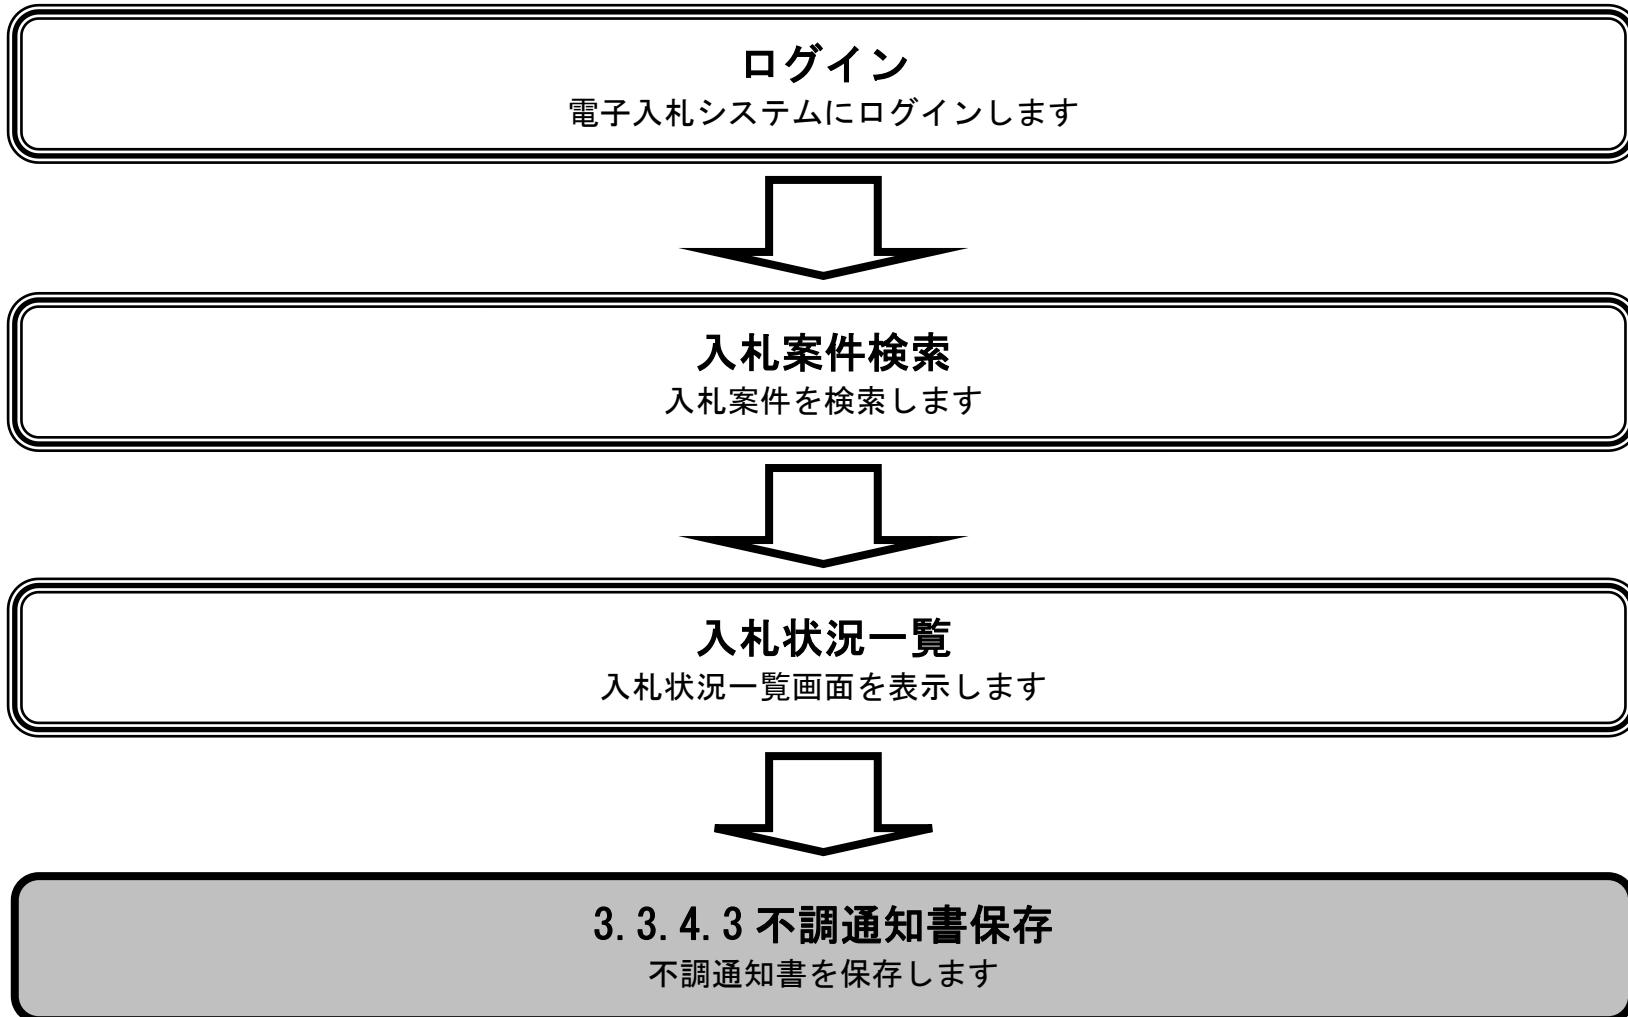 ログイン
電子入札システムにログインします
入札案件検索
入札案件を検索します
入札状況一覧
入札状況一覧画面を表示します
3.3.4.3 不調通知書保存
不調通知書を保存します